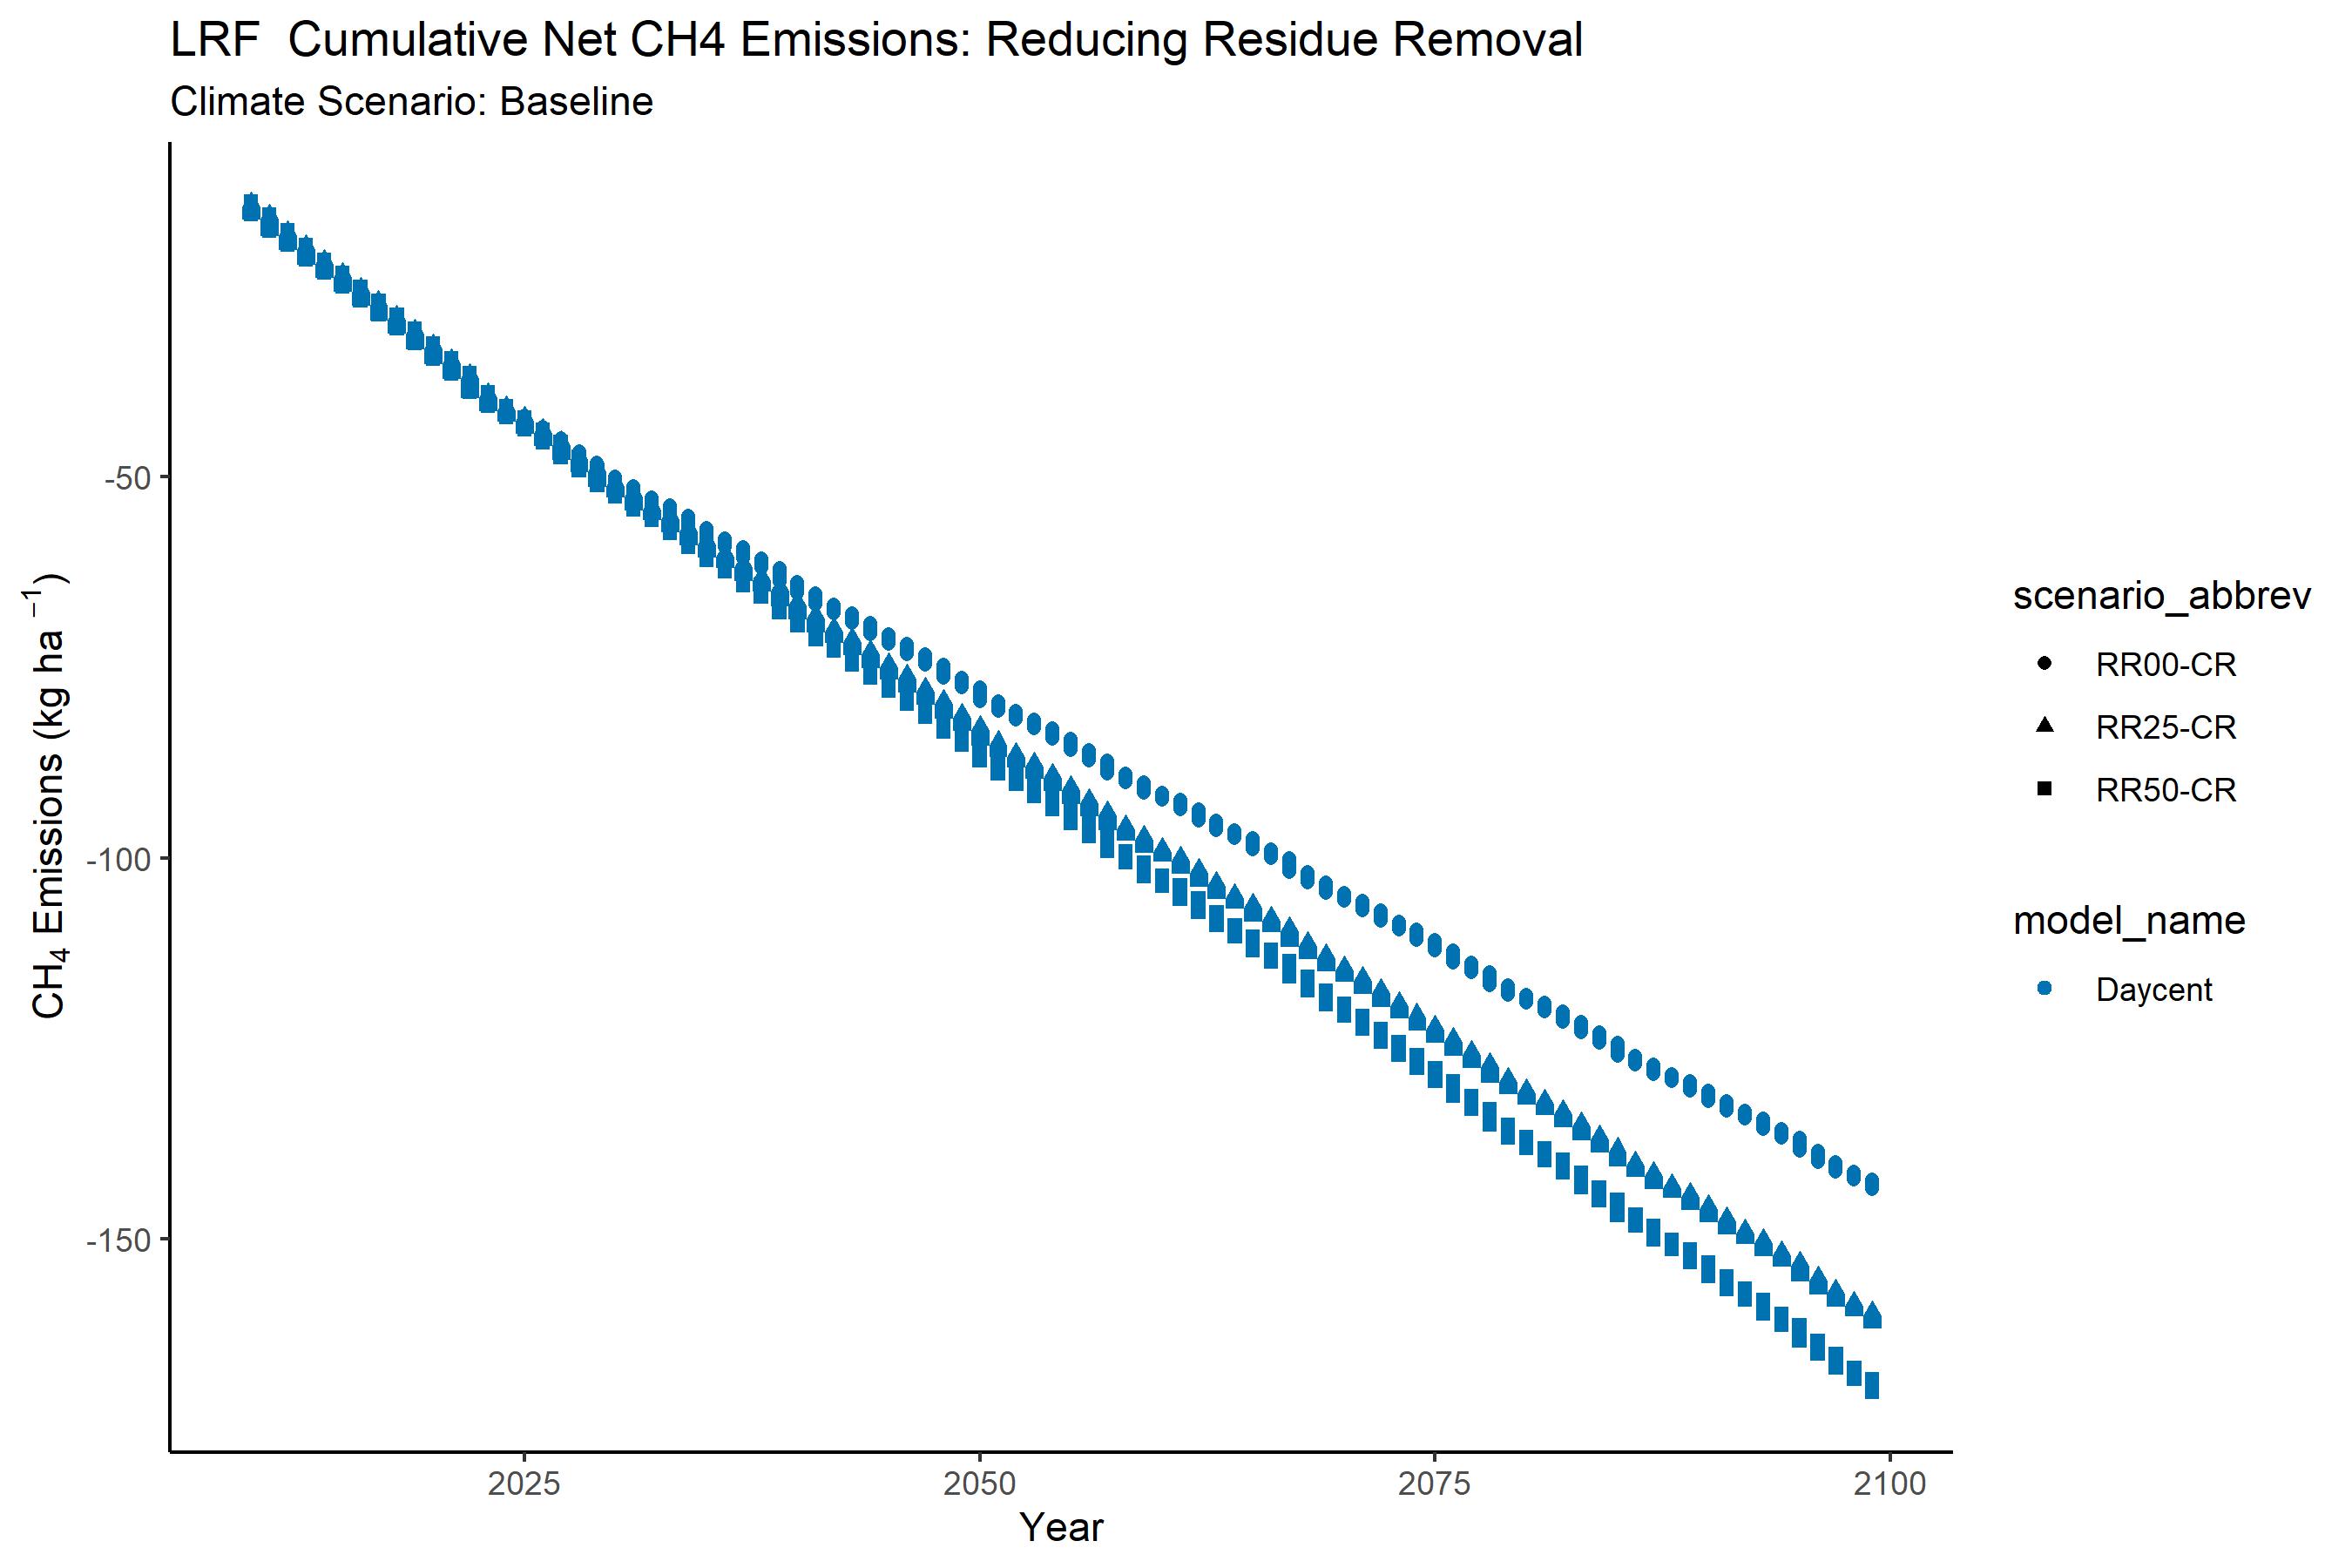 LRF  Cumulative Net CH4 Emissions: Reducing Residue Removal
Climate Scenario: Baseline
CH₄ Emissions (kg ha ⁻¹)
-50
-100
-150
2025
2050
2075
2100
Year
scenario_abbrev
RR00-CR
RR25-CR
RR50-CR
model_name
Daycent